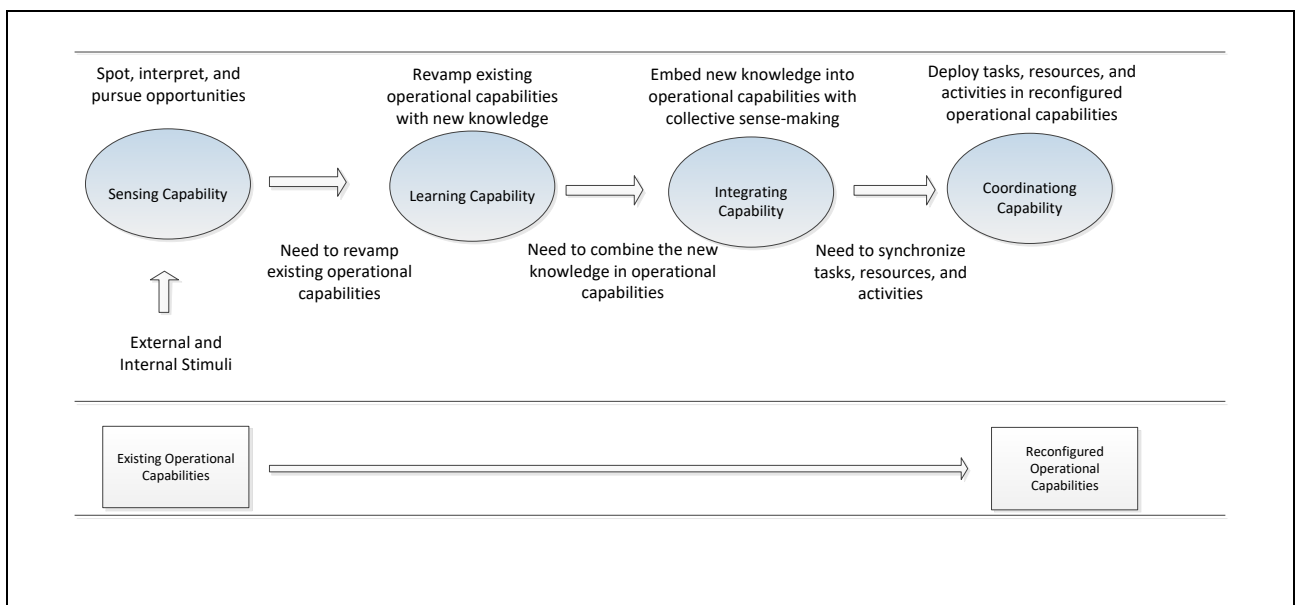 Spot, interpret, and
pursue opportunities
Revamp existing
operational capabilities
with new knowledge
Embed new knowledge into
operational capabilities with
collective sense-making
Deploy tasks, resources, and
activities in reconfigured
operational capabilities
Sensing Capability
Learning Capability
Integrating
Capability
Coordinationg
Capability
Need to revamp
existing operational
capabilities
Need to combine the new
knowledge in operational
capabilities
Need to synchronize
tasks, resources, and
activities
External and
Internal Stimuli
Existing Operational
Capabilities
Reconfigured
Operational
Capabilities